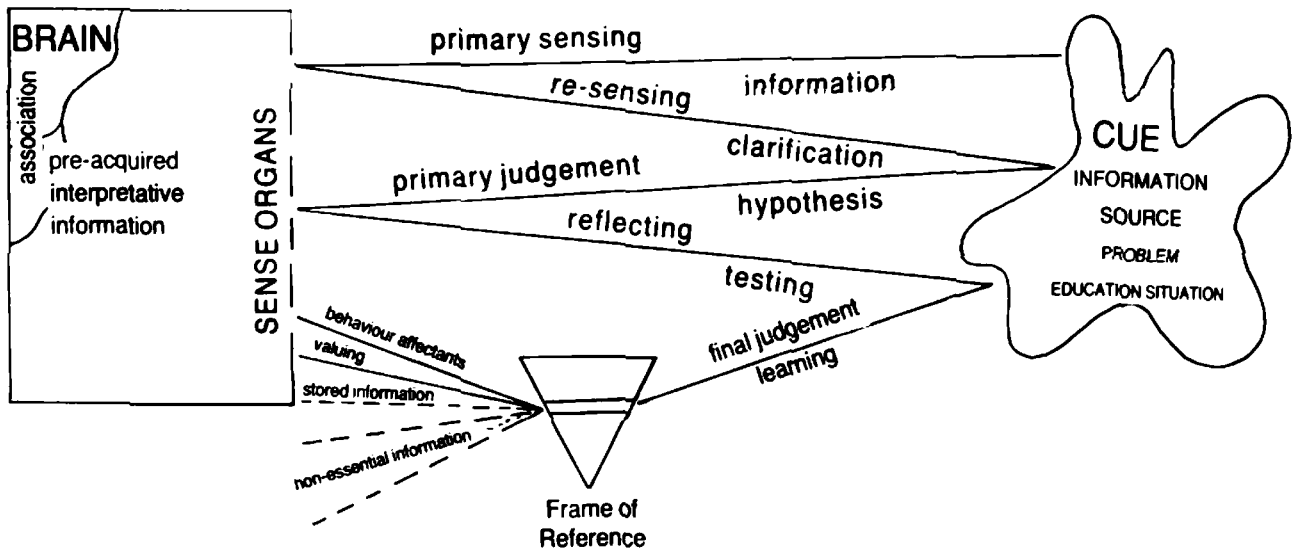 BRAIN
association
pre-acquired
interpretative
information
SENSE ORGANS
primary sensing
re-sensing
information
clarification
primary judgement
hypothesis
reflecting
testing
final judgement
learning
behaviour affectants
valuing
stored information
non-essential information
Frame of
Reference
CUE
INFORMATION
SOURCE
PROBLEM
EDUCATION SITUATION